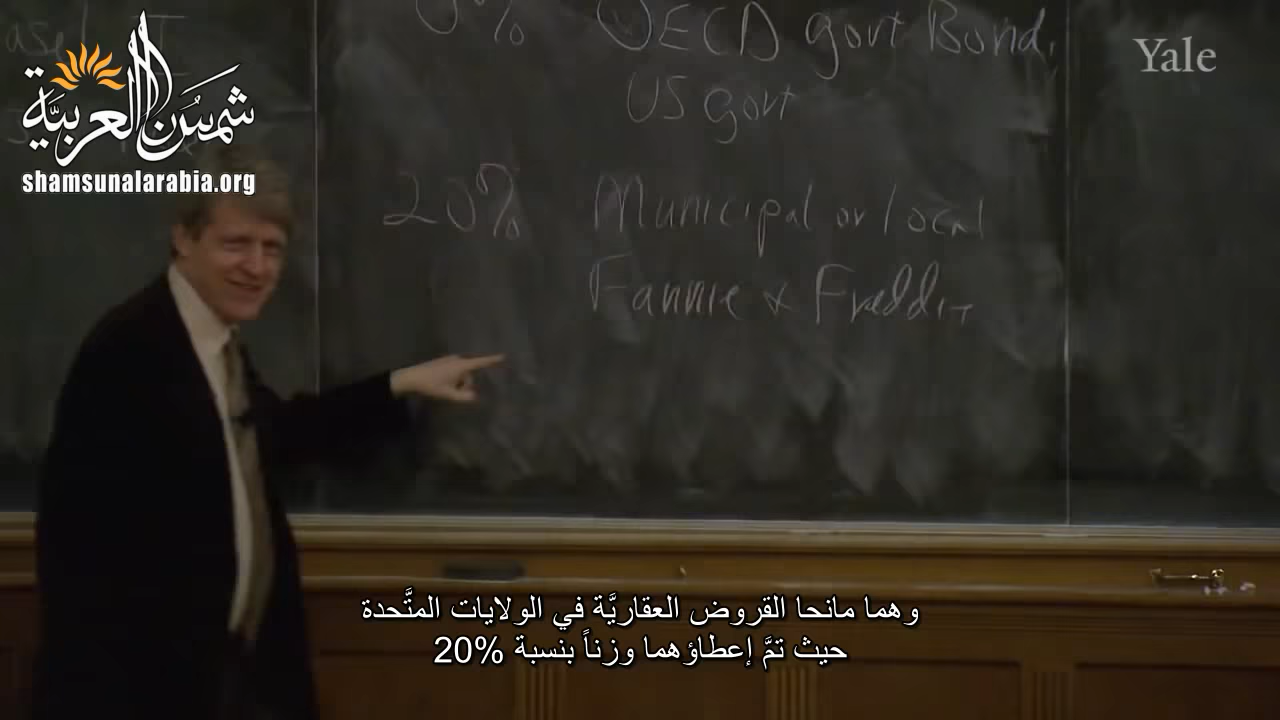 شمس العربية
shamsunalarabia.org
Yale
0% OECD govt Bond.
US govt
20% Municipal or local
Fannie & Freddie
وهما مانحا القروض العقاريَّة في الولايات المتَّحدة
حيث تمَّ إعطاؤهما وزناً بنسبة 20%